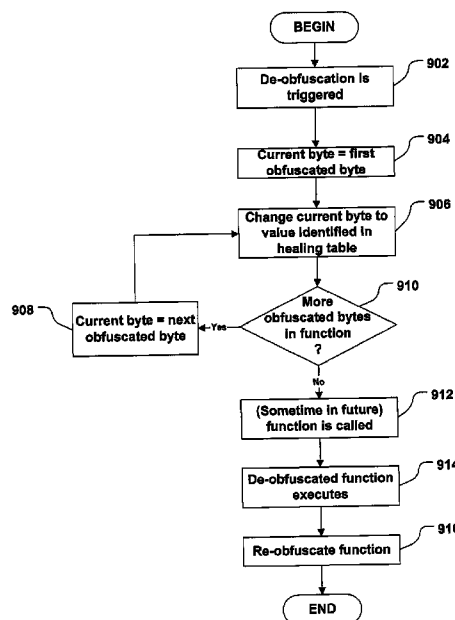 BEGIN
902
De-obfuscation is
triggered
904
Current byte = first
obfuscated byte
906
Change current byte to
value identified in
healing table
910
More
obfuscated bytes
in function
?
908
Current byte = next
obfuscated byte
Yes
No
912
(Sometime in future)
function is called
914
De-obfuscated function
executes
916
Re-obfuscate function
END